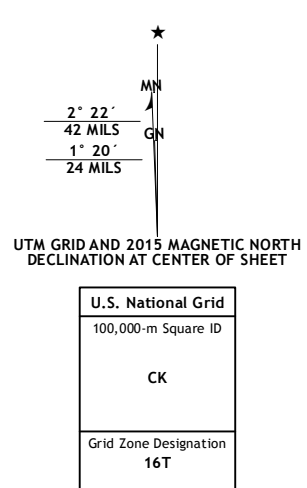 ★
MN
2° 22´
42 MILS
GN
1° 20´
24 MILS
UTM GRID AND 2015 MAGNETIC NORTH
DECLINATION AT CENTER OF SHEET
U.S. National Grid
100,000-m Square ID
CK
Grid Zone Designation
16T